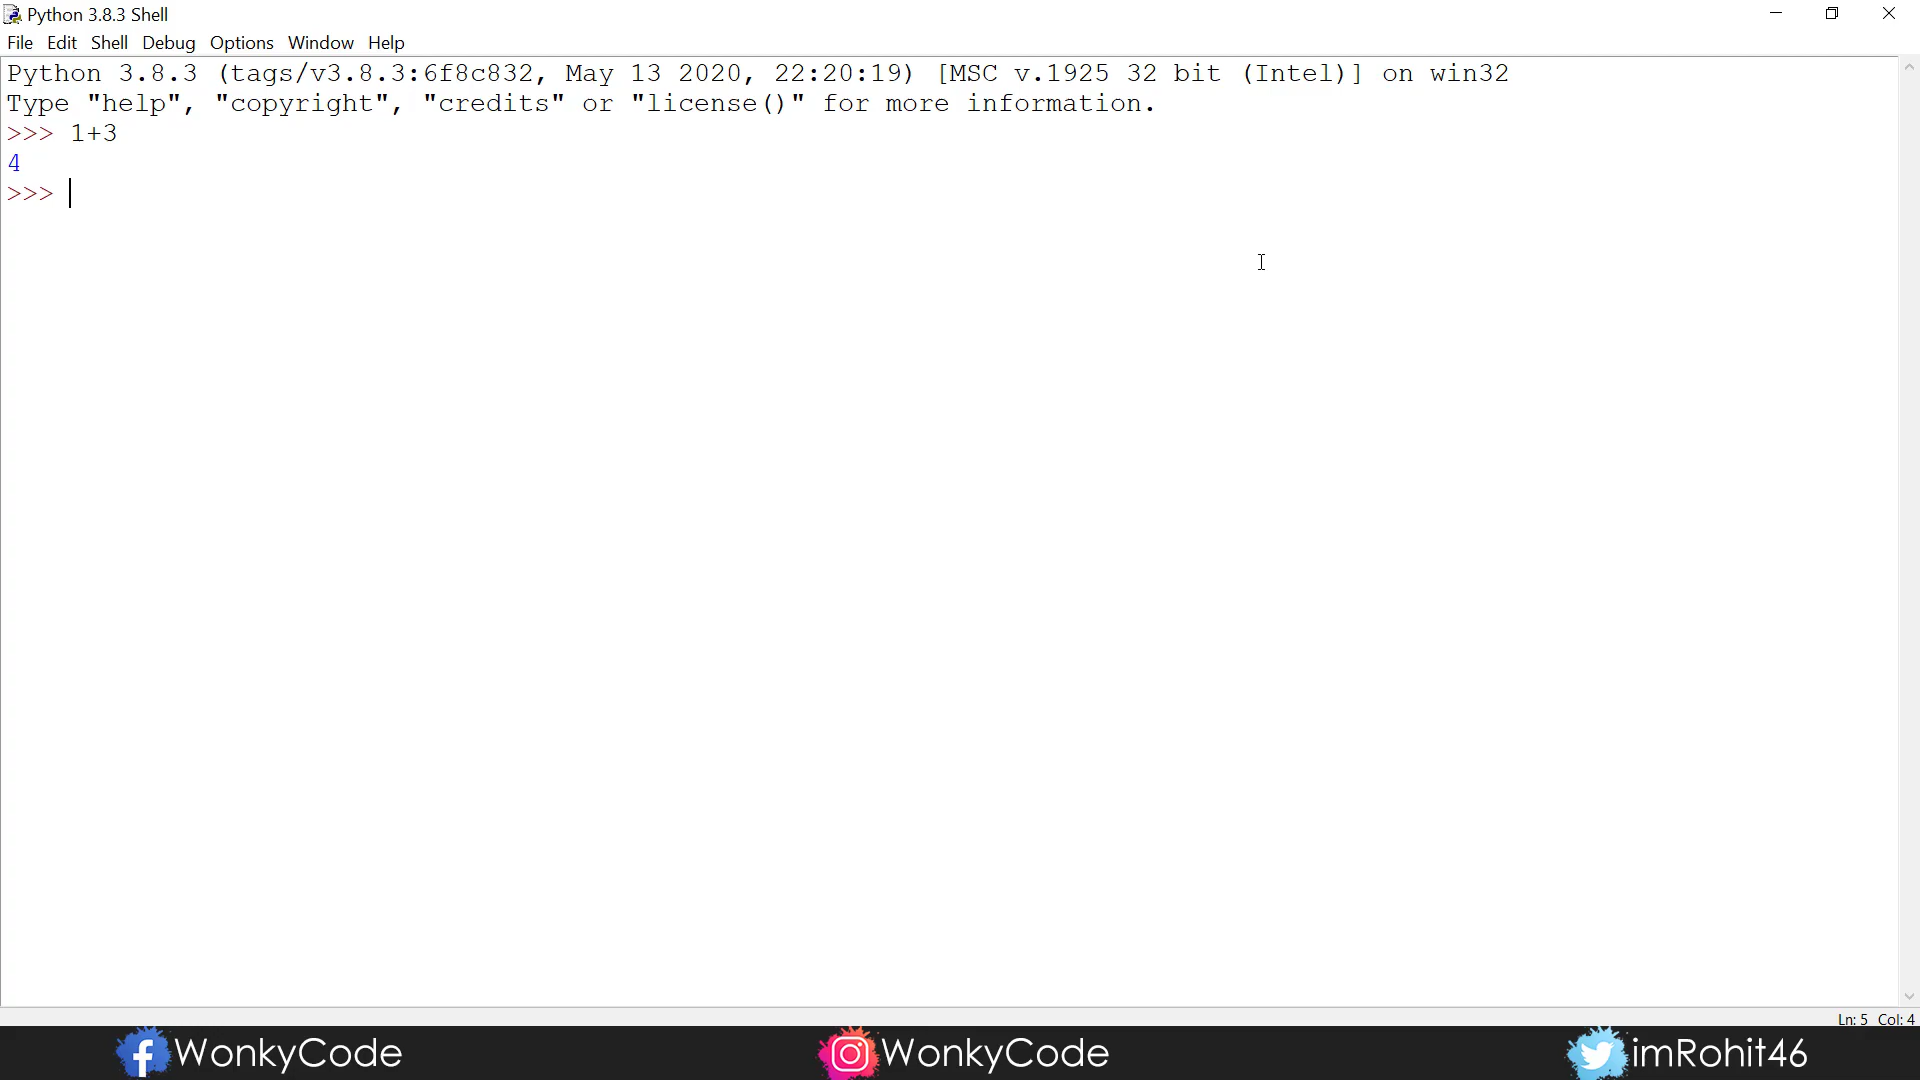 Python 3.8.3 Shell
File Edit Shell Debug Options Window Help
Python 3.8.3 (tags/v3.8.3:6f8c832, May 13 2020, 22:20:19) [MSC v.1925 32 bit (Intel)] on win32
Type "help", "copyright", "credits" or "license()" for more information.
>>> 1+3
4
>>>
Ln: 5 Col: 4
WonkyCode WonkyCode imRohit46